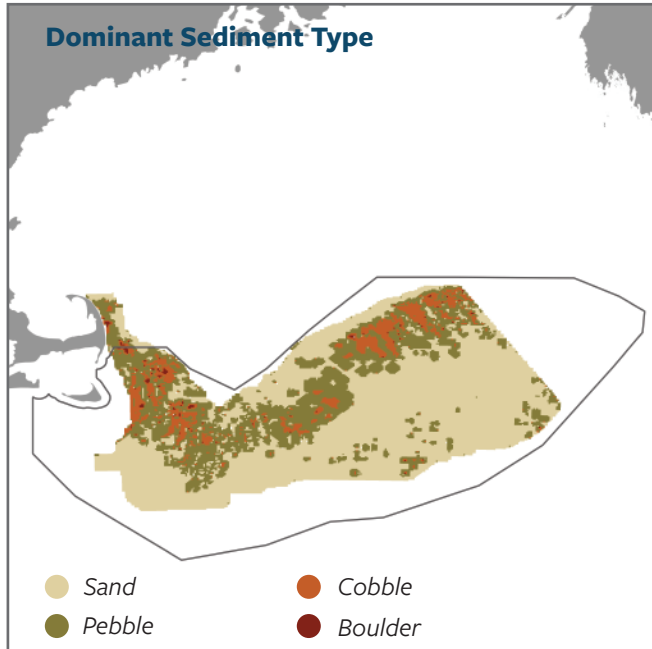 Dominant Sediment Type
Sand
Cobble
Pebble
Boulder